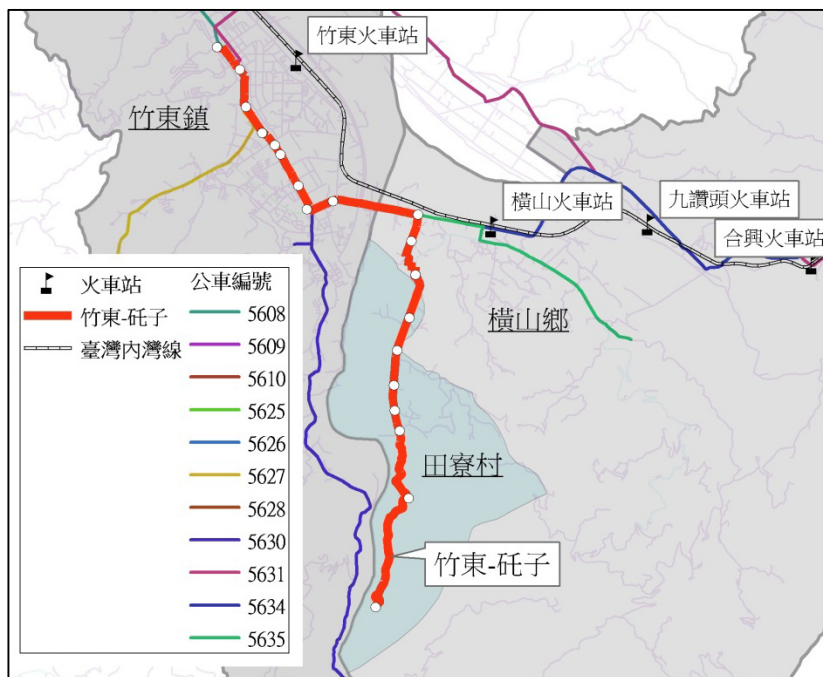 竹東火車站
竹東鎮
橫山火車站
九讚頭火車站
合興火車站
火車站
竹東-矺子
臺灣內灣線
公車編號
5608
5609
5610
5625
5626
5627
5628
5630
5631
5634
5635
橫山鄉
田寮村
竹東-矺子